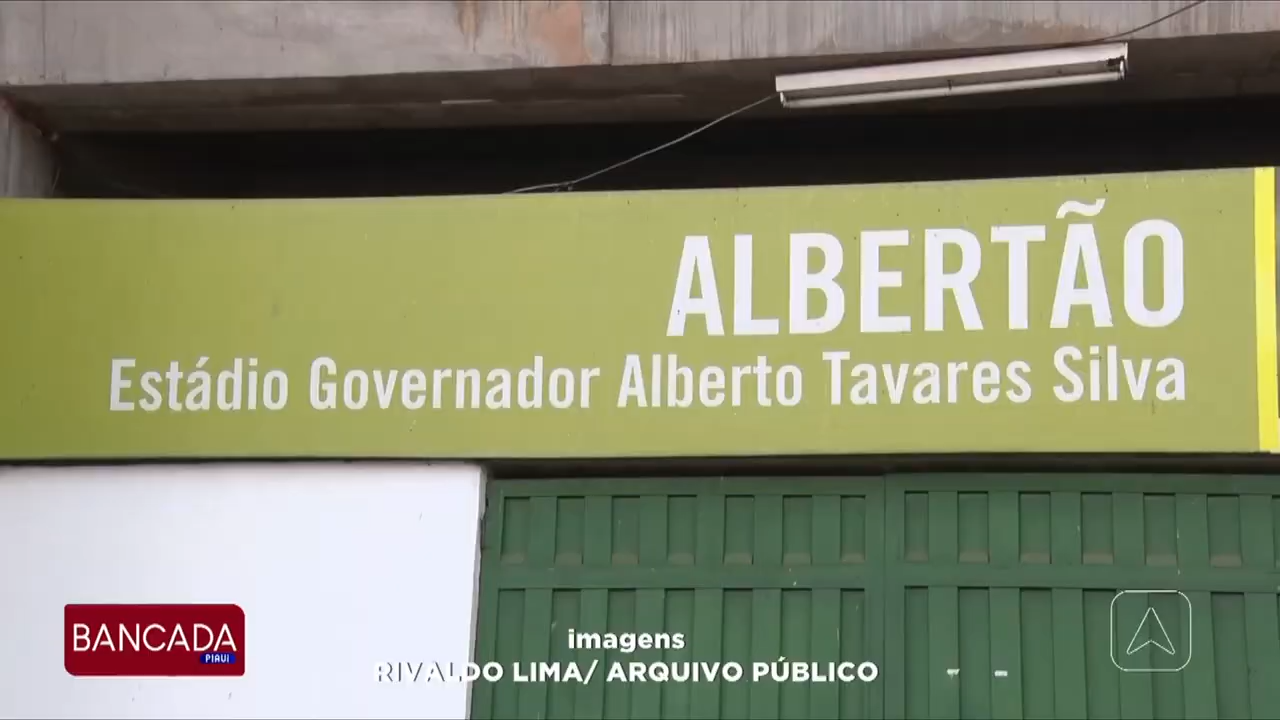 ALBERTÃO
Estádio Governador Alberto Tavares Silva
BANCADA
PIAUÍ
imagens
RIVALDO LIMA/ ARQUIVO PÚBLICO